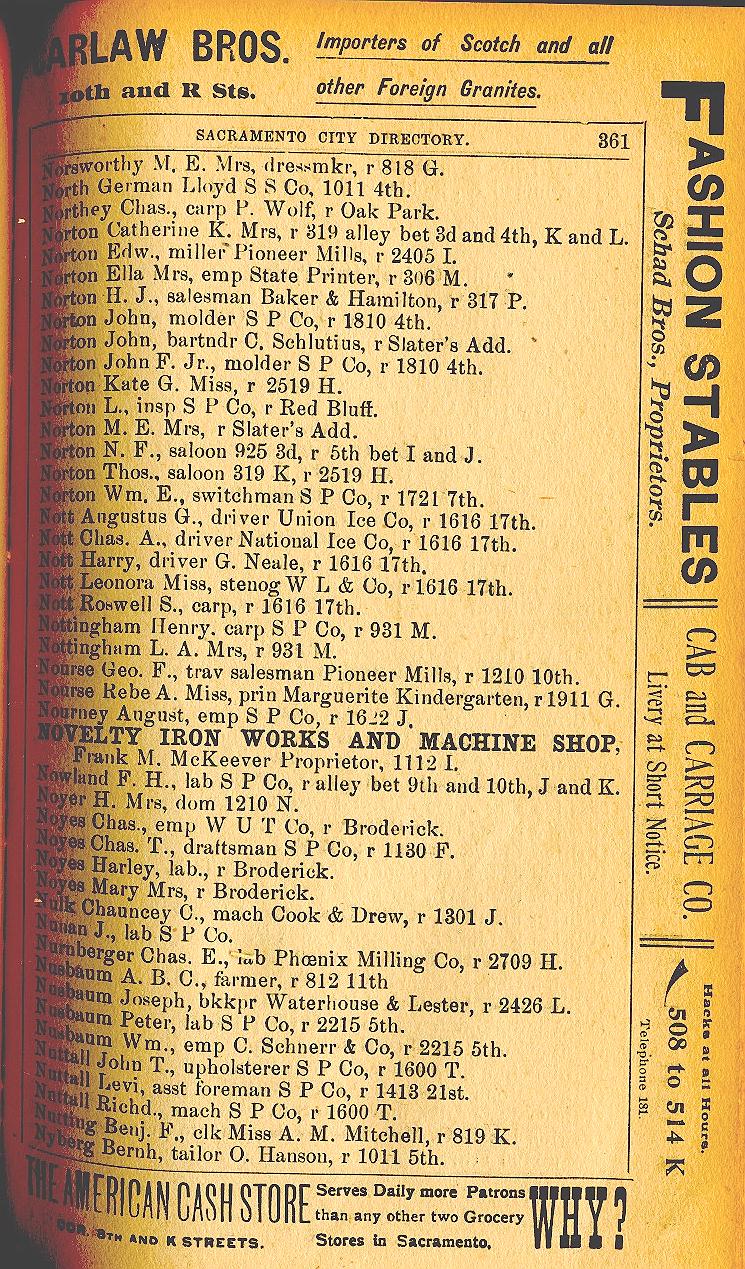 ARLAW BROS. Importers of Scotch and all
10th and R Sts. other Foreign Granites.
SACRAMENTO CITY DIRECTORY. 361
Norsworthy M. E. Mrs, dressmkr, r 818 G.
North German Lloyd S S Co, 1011 4th.
Northey Chas., carp P. Wolf, r Oak Park.
Norton Catherine K. Mrs, r 319 alley bet 3d and 4th, K and L.
Norton Edw., miller Pioneer Mills, r 2405 I.
Norton Ella Mrs, emp State Printer, r 306 M.
Norton H. J., salesman Baker & Hamilton, r 317 P.
Norton John, molder S P Co, r 1810 4th.
Norton John, bartndr C. Schlutius, r Slater's Add.
Norton John F. Jr., molder S P Co, r 1810 4th.
Norton Kate G. Miss, r 2519 H.
Norton L., insp S P Co, r Red Bluff.
Norton M. E. Mrs, r Slater's Add.
Norton N. F., saloon 925 3d, r 5th bet I and J.
Norton Thos., saloon 319 K, r 2519 H.
Norton Wm. E., switchman S P Co, r 1721 7th.
Nott Augustus G., driver Union Ice Co, r 1616 17th.
Nott Chas. A., driver National Ice Co, r 1616 17th.
Nott Harry, driver G. Neale, r 1616 17th.
Nott Leonora Miss, stenog W L & Co, r 1616 17th.
Nott Roswell S., carp, r 1616 17th.
Nottingham Henry. carp S P Co, r 931 M.
Nottingham L. A. Mrs, r 931 M.
Nourse Geo. F., trav salesman Pioneer Mills, r 1210 10th.
Nourse Rebe A. Miss, prin Marguerite Kindergarten, r 1911 G.
Nourney August, emp S P Co, r 1622 J.
NOVELTY IRON WORKS AND MACHINE SHOP,
Frank M. McKeever Proprietor, 1112 I.
Nowland F. H., lab S P Co, r alley bet 9th and 10th, J and K.
Noyer H. Mrs, dom 1210 N.
Noyes Chas., emp W U T Co, r Broderick.
Noyes Chas. T., draftsman S P Co, r 1130 F.
Noyes Harley, lab., r Broderick.
Noyes Mary Mrs, r Broderick.
Nulk Chauncey C., mach Cook & Drew, r 1301 J.
Nunan J., lab S P Co.
Nurnberger Chas. E., lab Phœnix Milling Co, r 2709 H.
Nusbaum A. B. C., farmer, r 812 11th
Nusbaum Joseph, bkkpr Waterhouse & Lester, r 2426 L.
Nusbaum Peter, lab S P Co, r 2215 5th.
Nusbaum Wm., emp C. Schnerr & Co, r 2215 5th.
Nuttall John T., upholsterer S P Co, r 1600 T.
Nuttall Levi, asst foreman S P Co, r 1413 21st.
Nuttall Richd., mach S P Co, r 1600 T.
Nutting Benj. F., clk Miss A. M. Mitchell, r 819 K.
Nyberg Bernh, tailor O. Hanson, r 1011 5th.
THE AMERICAN CASH STORE
COR. 8TH AND K STREETS.
Serves Daily more Patrons
than any other two Grocery
Stores in Sacramento,
WHY?
FASHION STABLES
Schad Bros., Proprietors.
CAB and CARRIAGE CO.
Livery at Short Notice.
Hacks at all Hours.
508 to 514 K
Telephone 181.